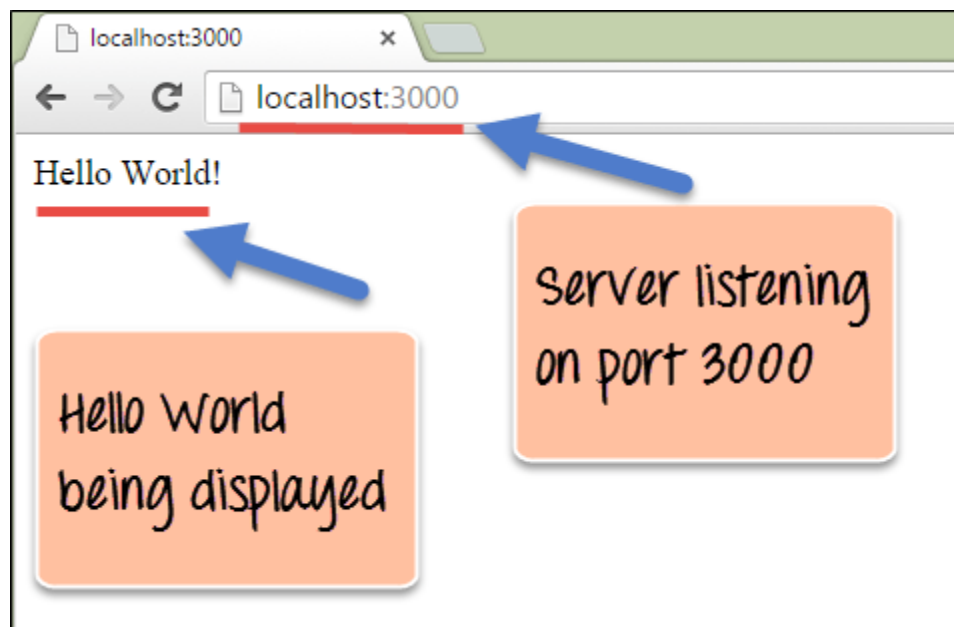 localhost:3000
localhost:3000
Hello World!
Server listening
on port 3000
Hello World
being displayed